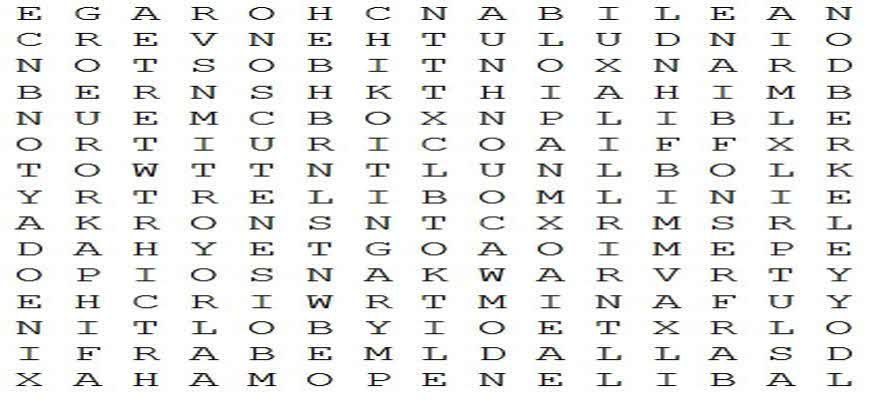 E G A R O H C N A B I L E A N
C R E V N E H T U L U D N I O
N O T S O B I T N O X N A R D
B E R N S H K T H I A H I M B
N U E M C B O X N P L I B L E
O R T I U R I C O A I F F X R
T O W T T N T L U N L B O L K
Y R T R E L I B O M L I N I E
A K R O N S N T C X R M S R L
D A H Y E T G O A O I M E P E
O P I O S N A K W A R V R T Y
E H C R I W R T M I N A F U Y
N I T L O B Y I O E T X R L O
I F R A B E M L D A L L A S D
X A H A M O P E N E L I B A L